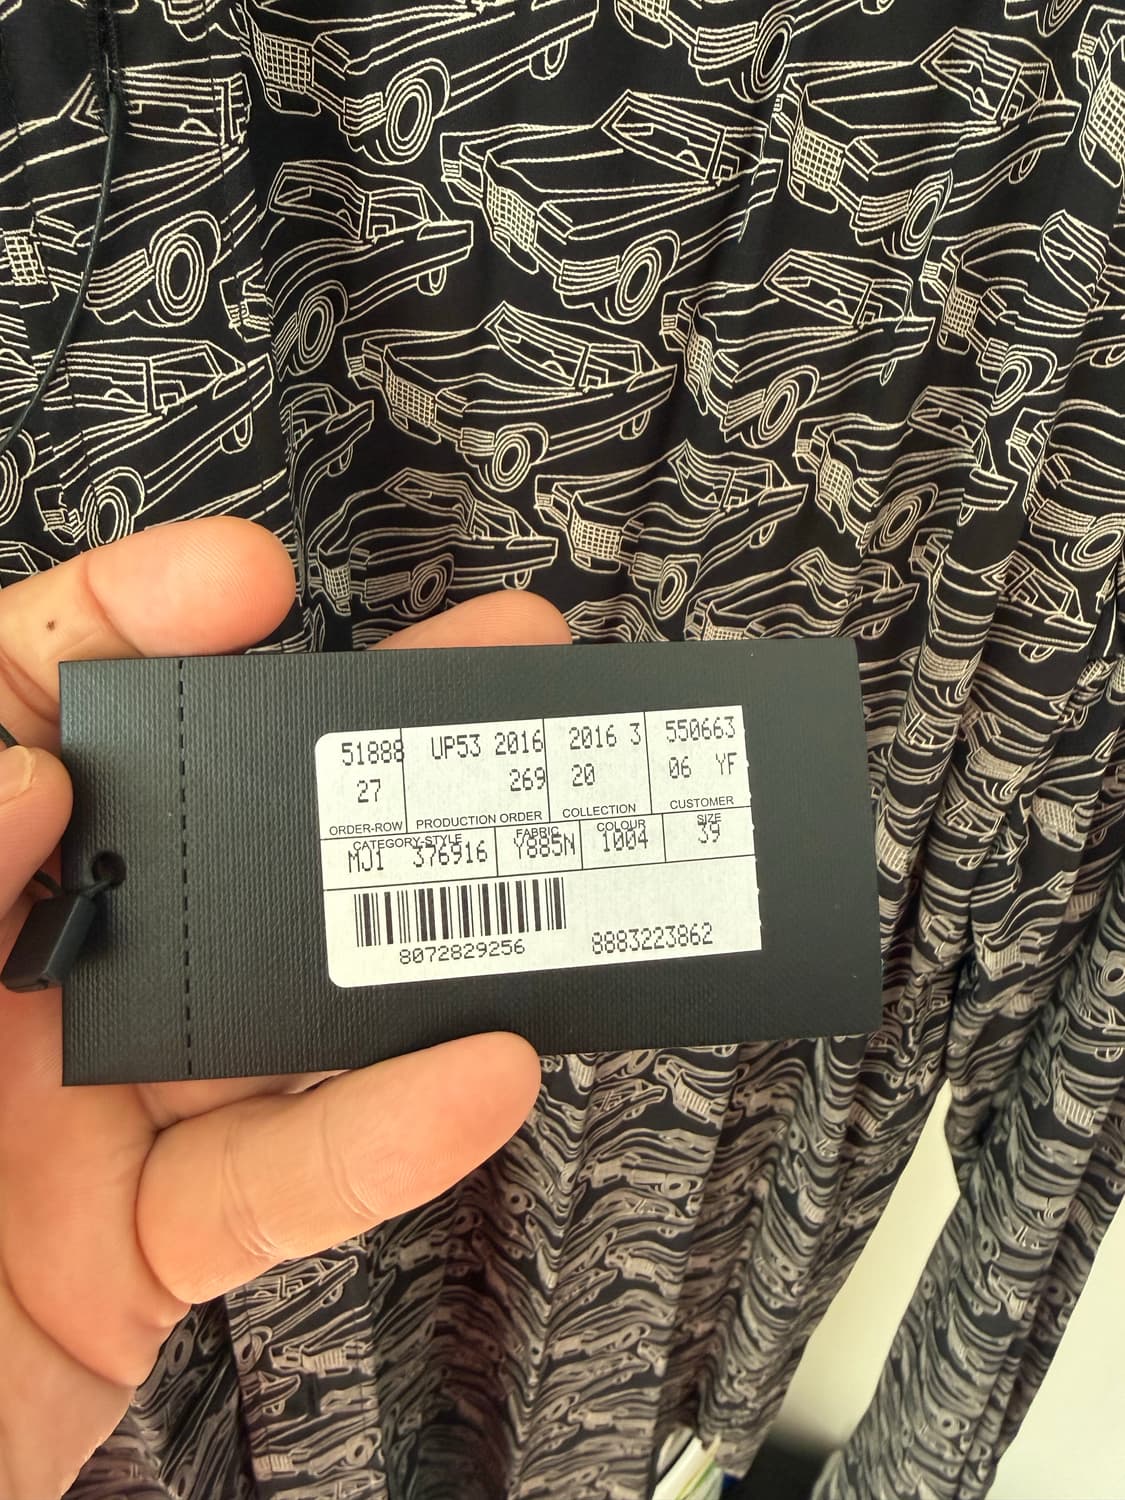 51888 UP53 2016 2016 3 550663
27 269 20 06 YF
ORDER-ROW PRODUCTION ORDER COLLECTION CUSTOMER
CATEGORY-STYLE FABRIC COLOUR SIZE
MJ1 376916 Y885N 1004 39
8072829256 8883223862